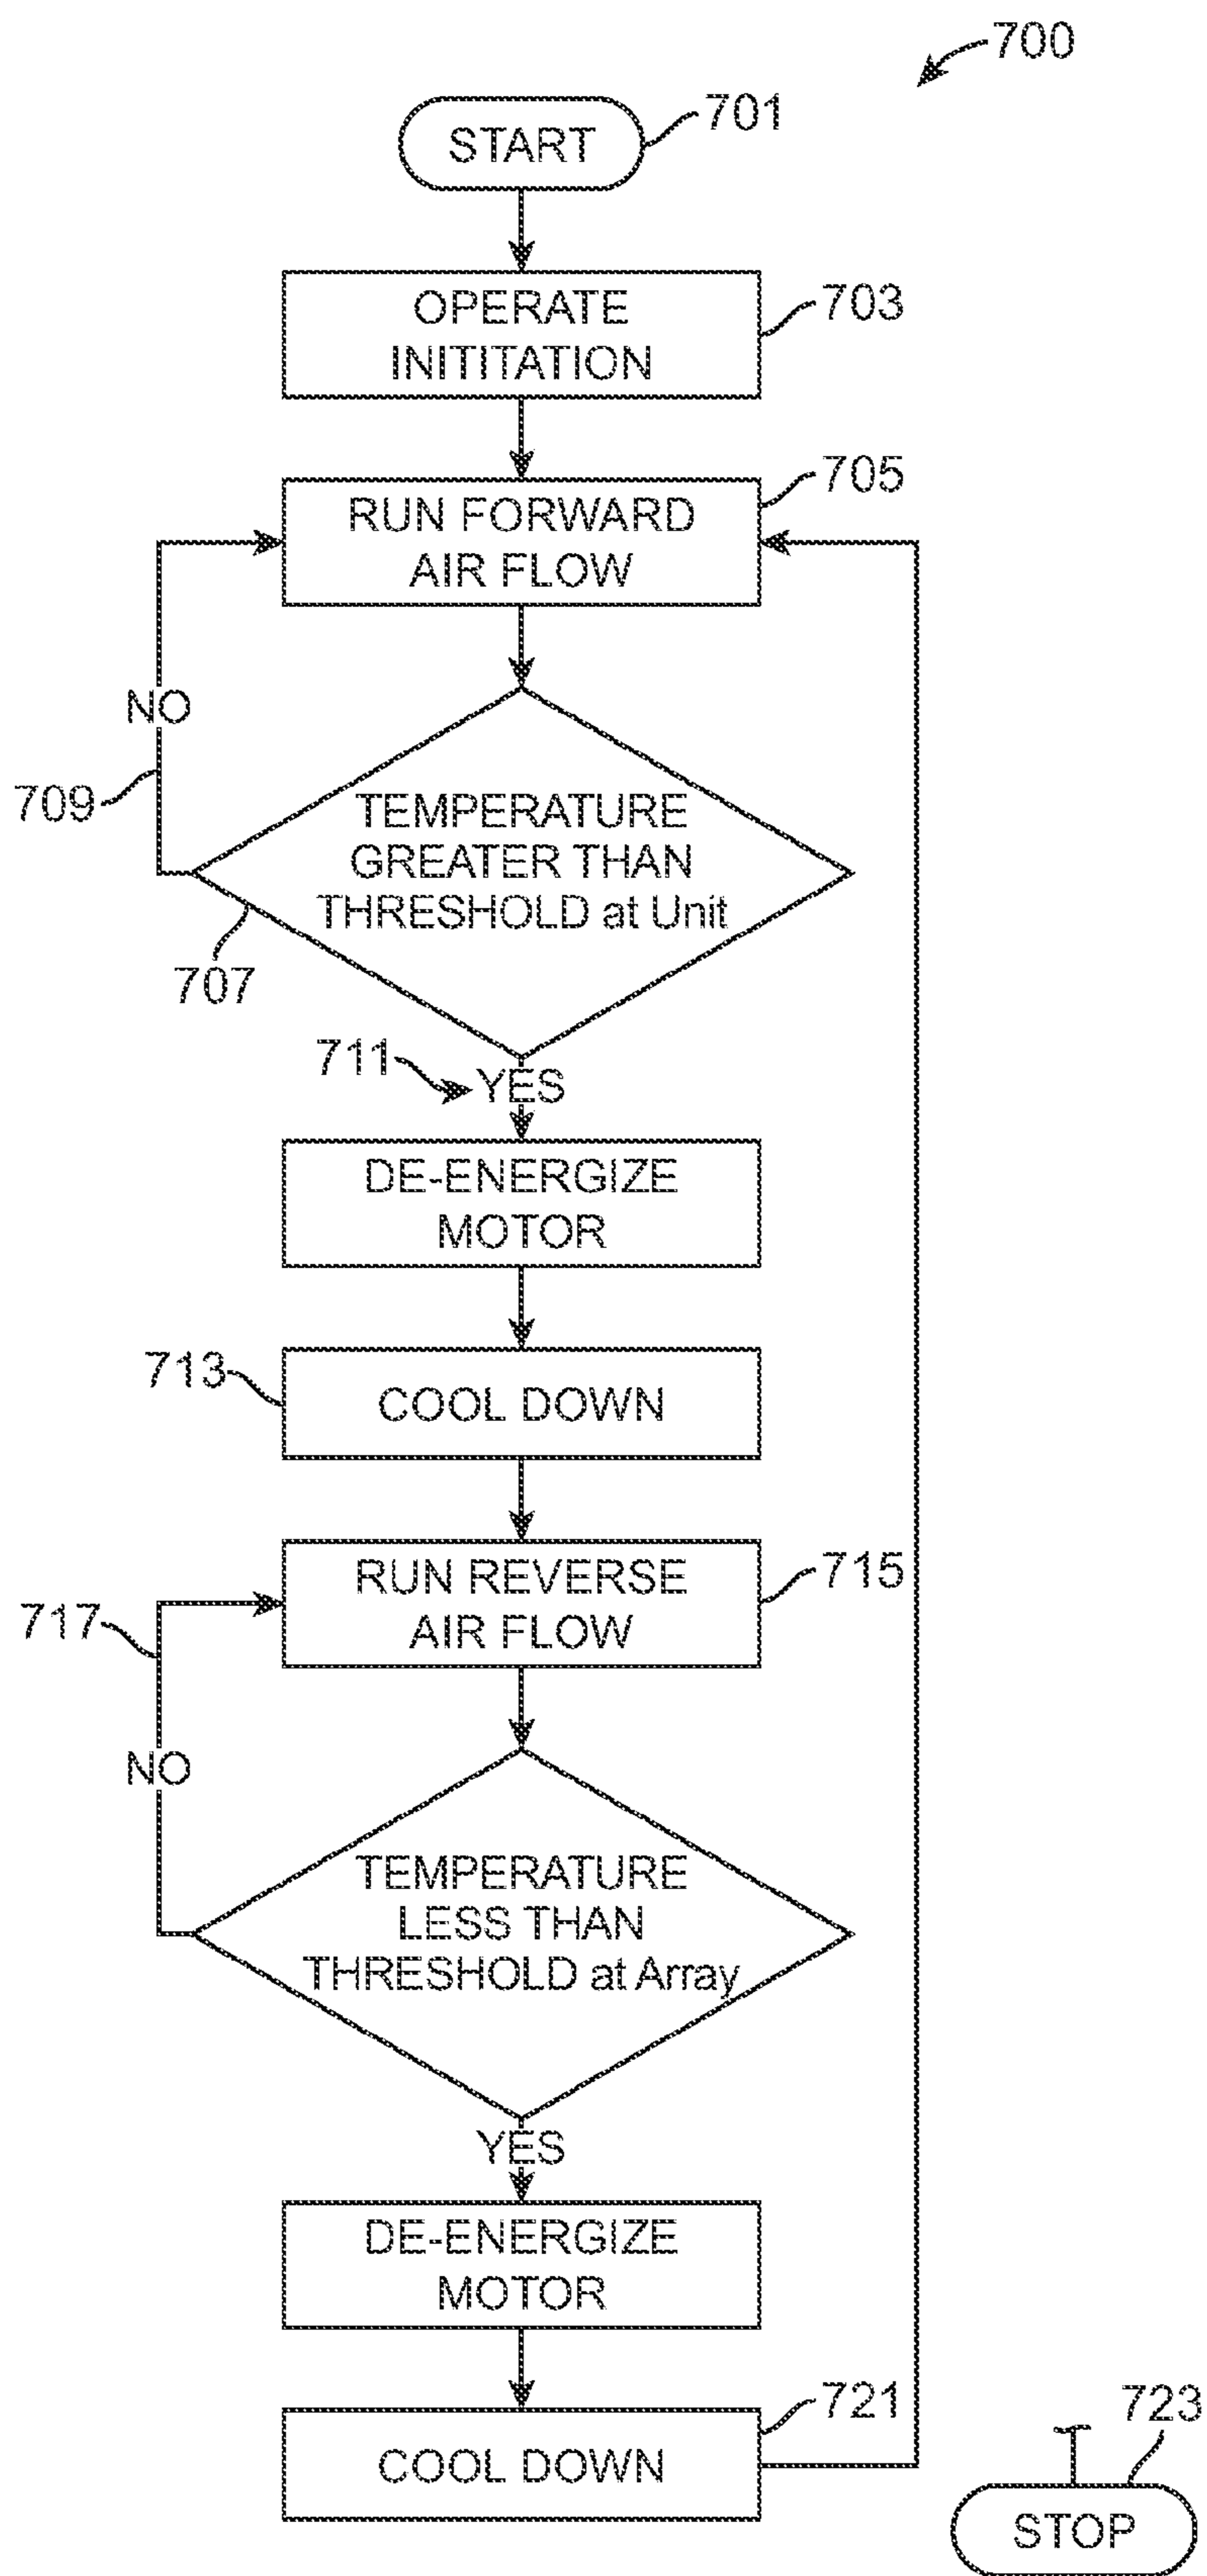 700
START
701
OPERATE
INITITATION
703
RUN FORWARD
AIR FLOW
705
NO
709
TEMPERATURE
GREATER THAN
THRESHOLD at Unit
707
711
YES
DE-ENERGIZE
MOTOR
713
COOL DOWN
RUN REVERSE
AIR FLOW
715
717
NO
TEMPERATURE
LESS THAN
THRESHOLD at Array
YES
DE-ENERGIZE
MOTOR
721
COOL DOWN
723
STOP